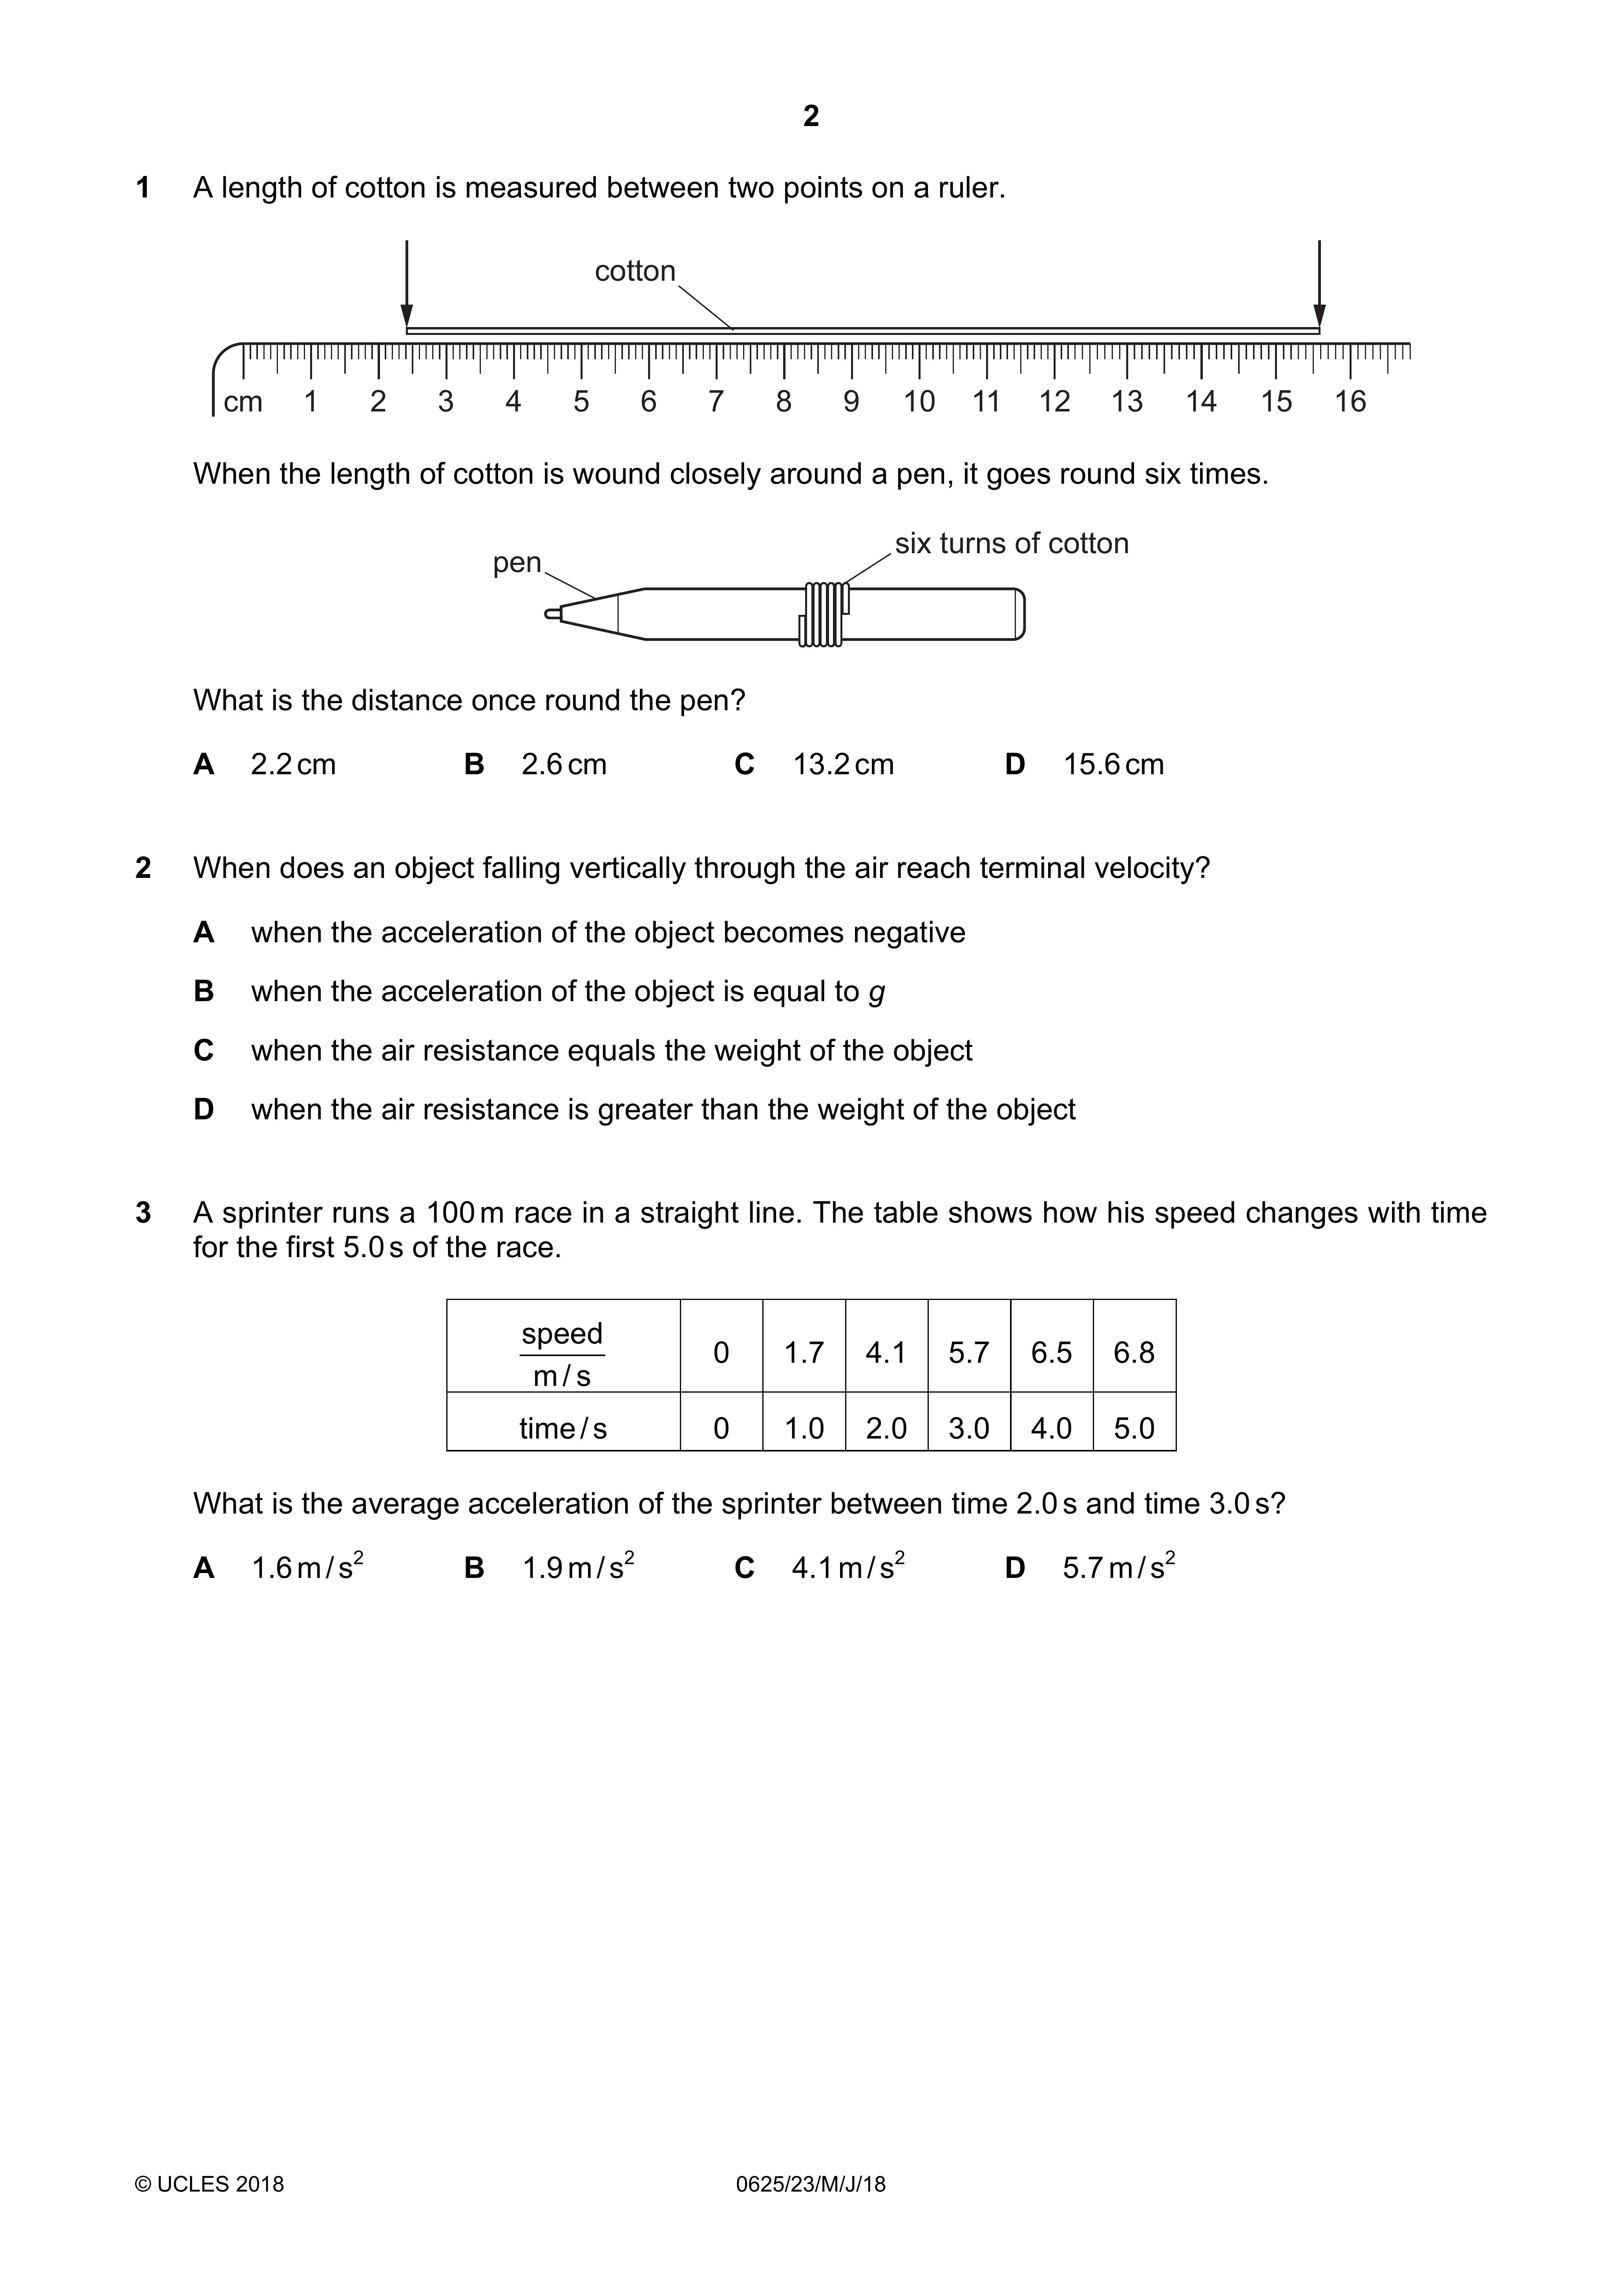 2
1 A length of cotton is measured between two points on a ruler.
cotton
cm 1 2 3 4 5 6 7 8 9 10 11 12 13 14 15 16
When the length of cotton is wound closely around a pen, it goes round six times.
six turns of cotton
pen
What is the distance once round the pen?
A 2.2 cm B 2.6 cm C 13.2 cm D 15.6 cm
2 When does an object falling vertically through the air reach terminal velocity?
A when the acceleration of the object becomes negative
B when the acceleration of the object is equal to g
C when the air resistance equals the weight of the object
D when the air resistance is greater than the weight of the object
3 A sprinter runs a 100 m race in a straight line. The table shows how his speed changes with time
for the first 5.0 s of the race.
speed
m / s
0 1.7 4.1 5.7 6.5 6.8
time / s 0 1.0 2.0 3.0 4.0 5.0
What is the average acceleration of the sprinter between time 2.0 s and time 3.0 s?
A 1.6 m / s² B 1.9 m / s² C 4.1 m / s² D 5.7 m / s²
© UCLES 2018 0625/23/M/J/18